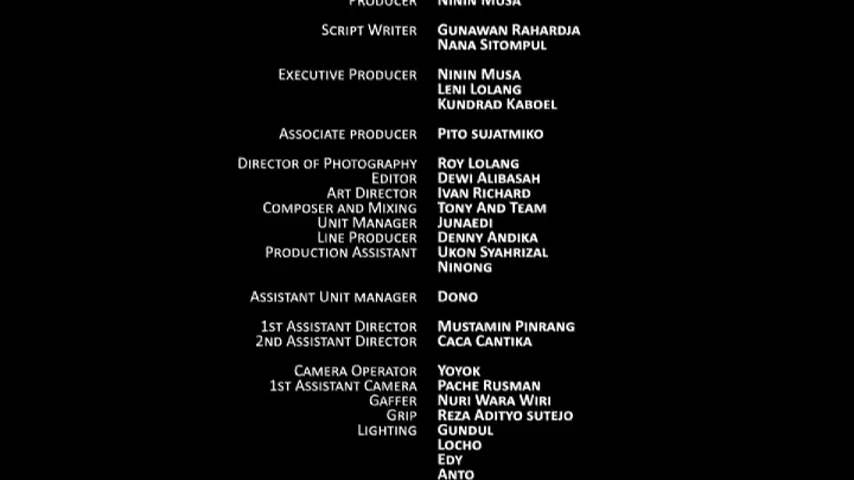 PRODUCER NININ MUSA
SCRIPT WRITER GUNAWAN RAHARDJA
NANA SITOMPUL
EXECUTIVE PRODUCER NININ MUSA
LENI LOLANG
KUNDRAD KABOEL
ASSOCIATE PRODUCER PITO SUJATMIKO
DIRECTOR OF PHOTOGRAPHY ROY LOLANG
EDITOR DEWI ALIBASAH
ART DIRECTOR IVAN RICHARD
COMPOSER AND MIXING TONY AND TEAM
UNIT MANAGER JUNAEDI
LINE PRODUCER DENNY ANDIKA
PRODUCTION ASSISTANT UKON SYAHRIZAL
NINONG
ASSISTANT UNIT MANAGER DONO
1ST ASSISTANT DIRECTOR MUSTAMIN PINRANG
2ND ASSISTANT DIRECTOR CACA CANTIKA
CAMERA OPERATOR YOYOK
1ST ASSISTANT CAMERA PACHE RUSMAN
GAFFER NURI WARA WIRI
GRIP REZA ADITYO SUTEJO
LIGHTING GUNDUL
LOCHO
EDY
ANTO